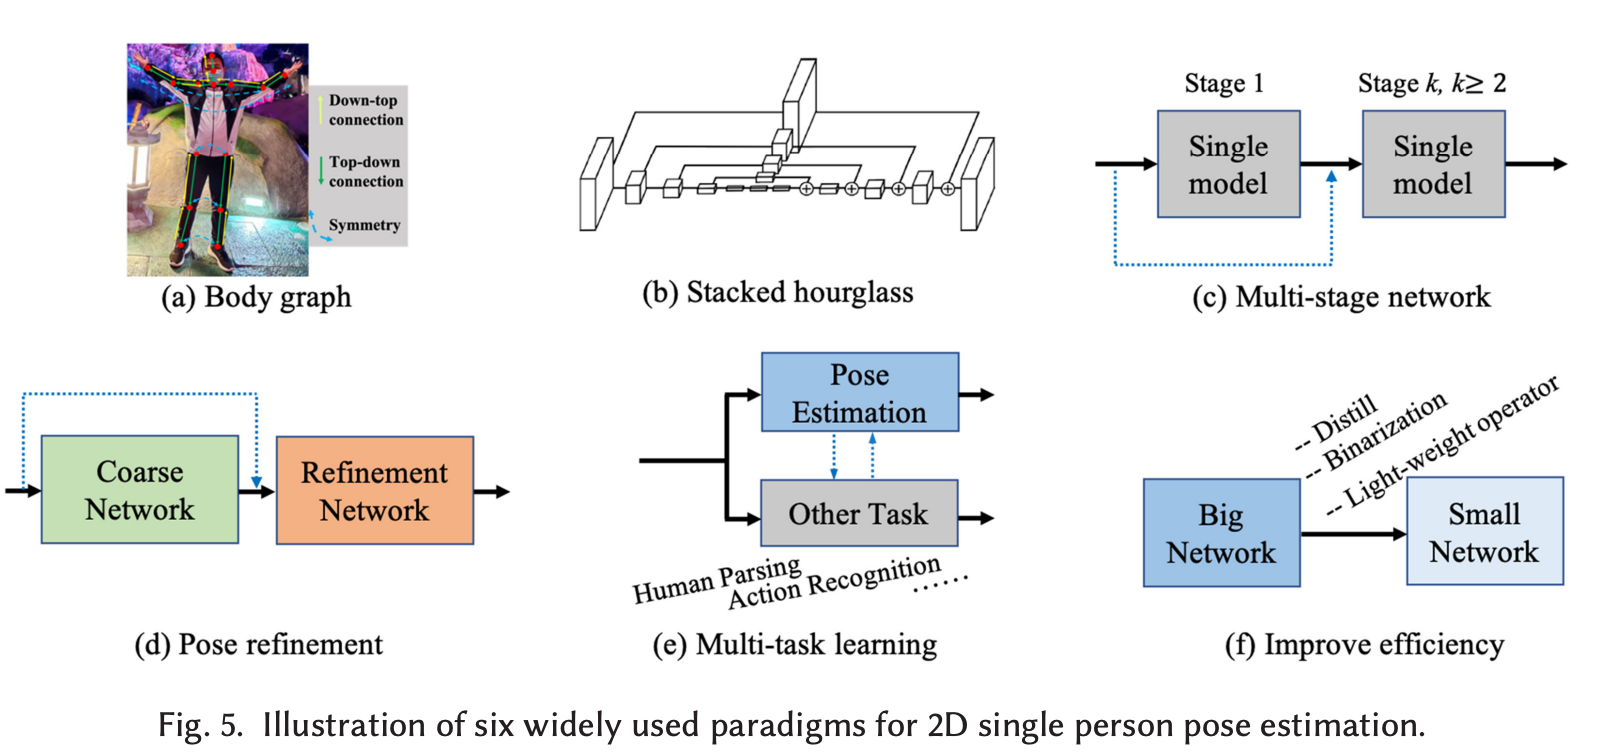 Down-top
connection
Top-down
connection
Symmetry
(a) Body graph
(b) Stacked hourglass
Stage 1
Stage k, k≥ 2
Single
model
Single
model
(c) Multi-stage network
Coarse
Network
Refinement
Network
(d) Pose refinement
Pose
Estimation
Other Task
Human Parsing
Action Recognition
······
(e) Multi-task learning
-- Distill
-- Binarization
-- Light-weight operator
Big
Network
Small
Network
(f) Improve efficiency
Fig. 5. Illustration of six widely used paradigms for 2D single person pose estimation.